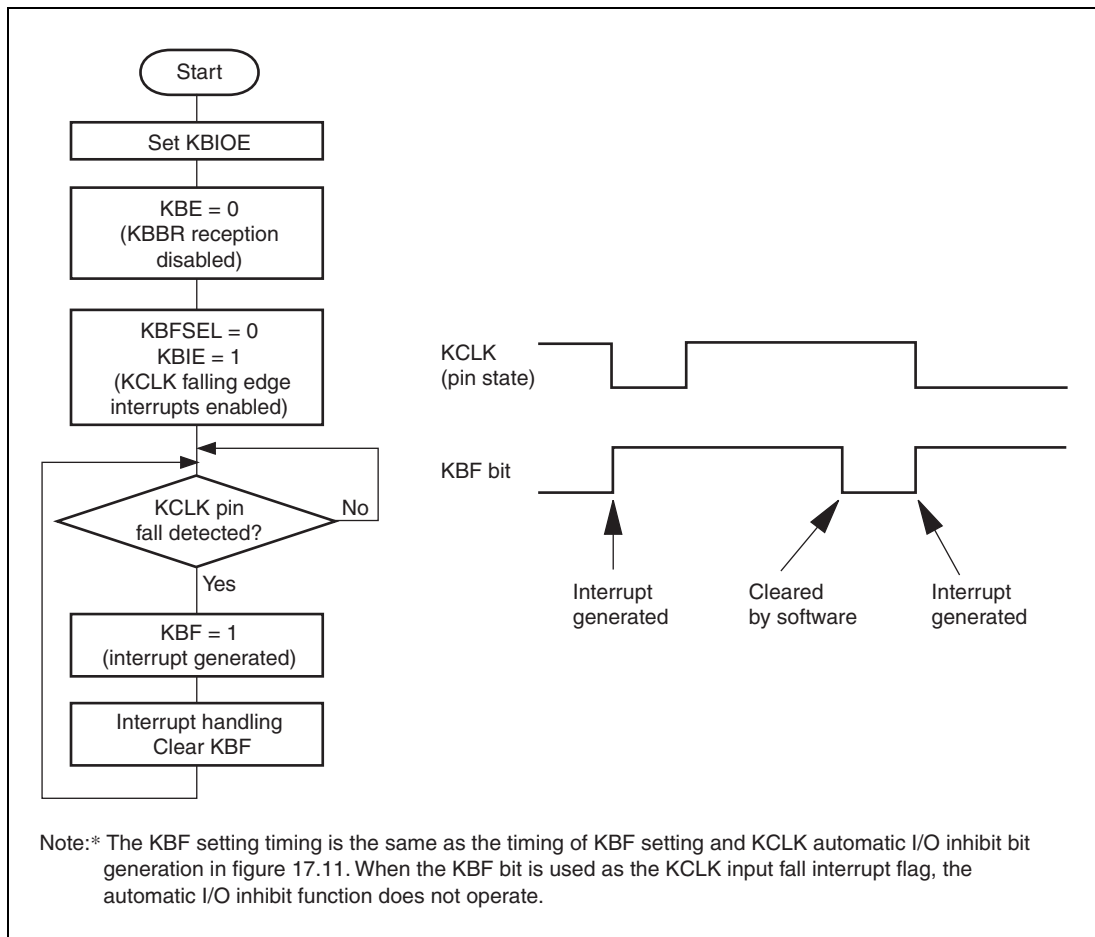 Start
Set KBIOE
KBE = 0
(KBBR reception
disabled)
KBFSEL = 0
KBIE = 1
(KCLK falling edge
interrupts enabled)
KCLK pin
fall detected?
No
Yes
KBF = 1
(interrupt generated)
Interrupt handling
Clear KBF
KCLK
(pin state)
KBF bit
Interrupt
generated
Cleared
by software
Interrupt
generated
Note:* The KBF setting timing is the same as the timing of KBF setting and KCLK automatic I/O inhibit bit
generation in figure 17.11. When the KBF bit is used as the KCLK input fall interrupt flag, the
automatic I/O inhibit function does not operate.